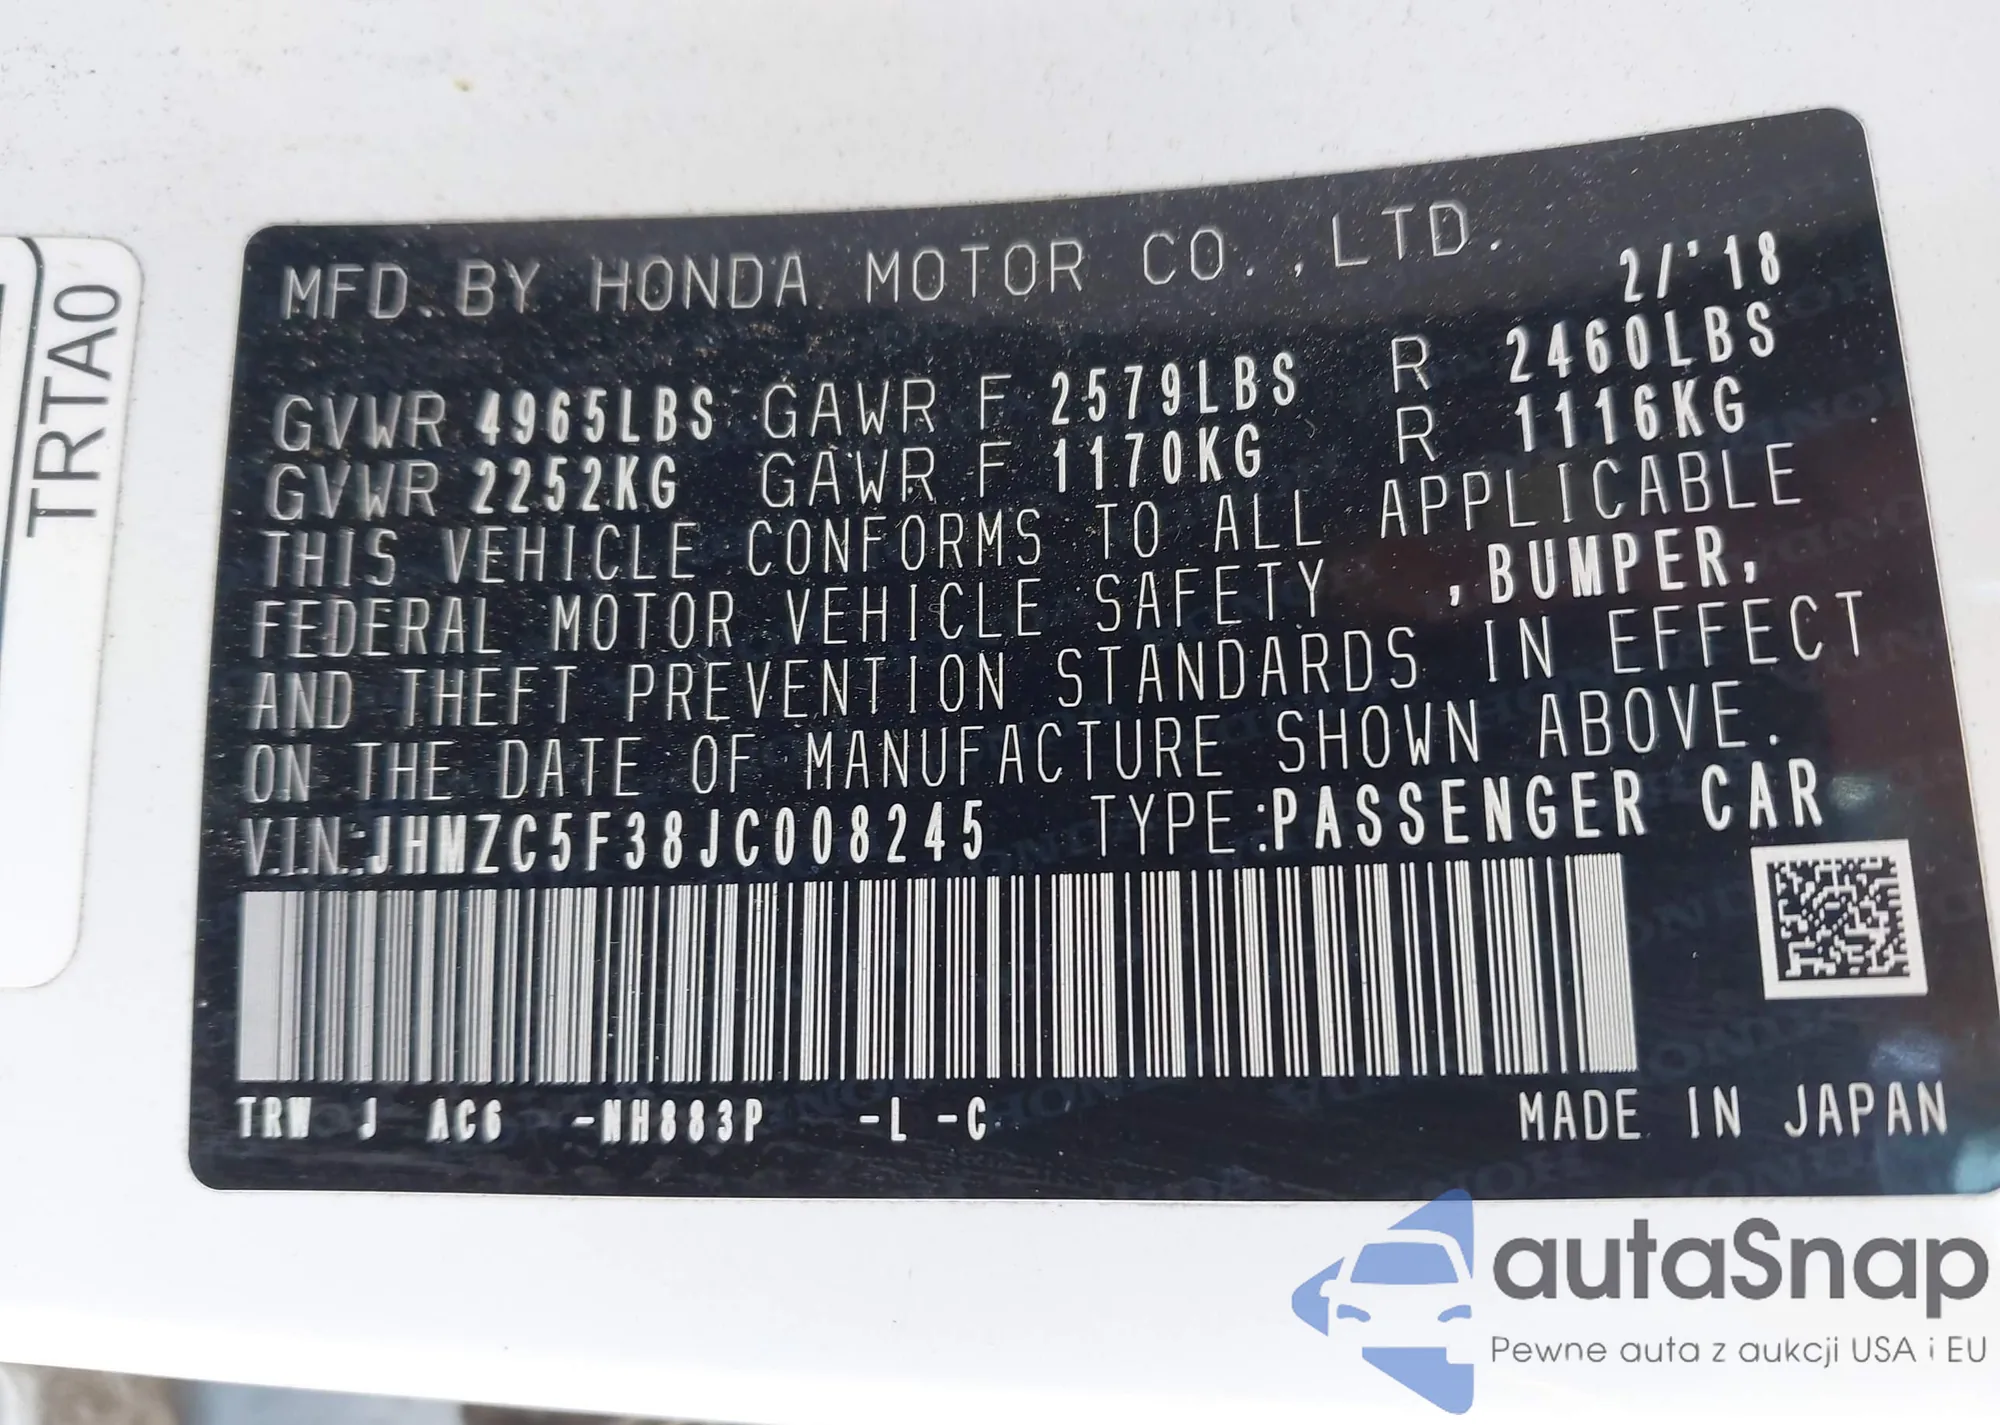 TRTA0
MFD. BY HONDA MOTOR CO.,LTD. 2/'18
GVWR 4965LBS GAWR F 2579LBS R 2460LBS
GVWR 2252KG GAWR F 1170KG R 1116KG
THIS VEHICLE CONFORMS TO ALL APPLICABLE
FEDERAL MOTOR VEHICLE SAFETY ,BUMPER,
AND THEFT PREVENTION STANDARDS IN EFFECT
ON THE DATE OF MANUFACTURE SHOWN ABOVE.
V.I.N.:JHMZC5F38JC008245 TYPE:PASSENGER CAR
TRW J AC6 -NH883P -L -C
MADE IN JAPAN
autaSnap
Pewne auta z aukcji USA i EU